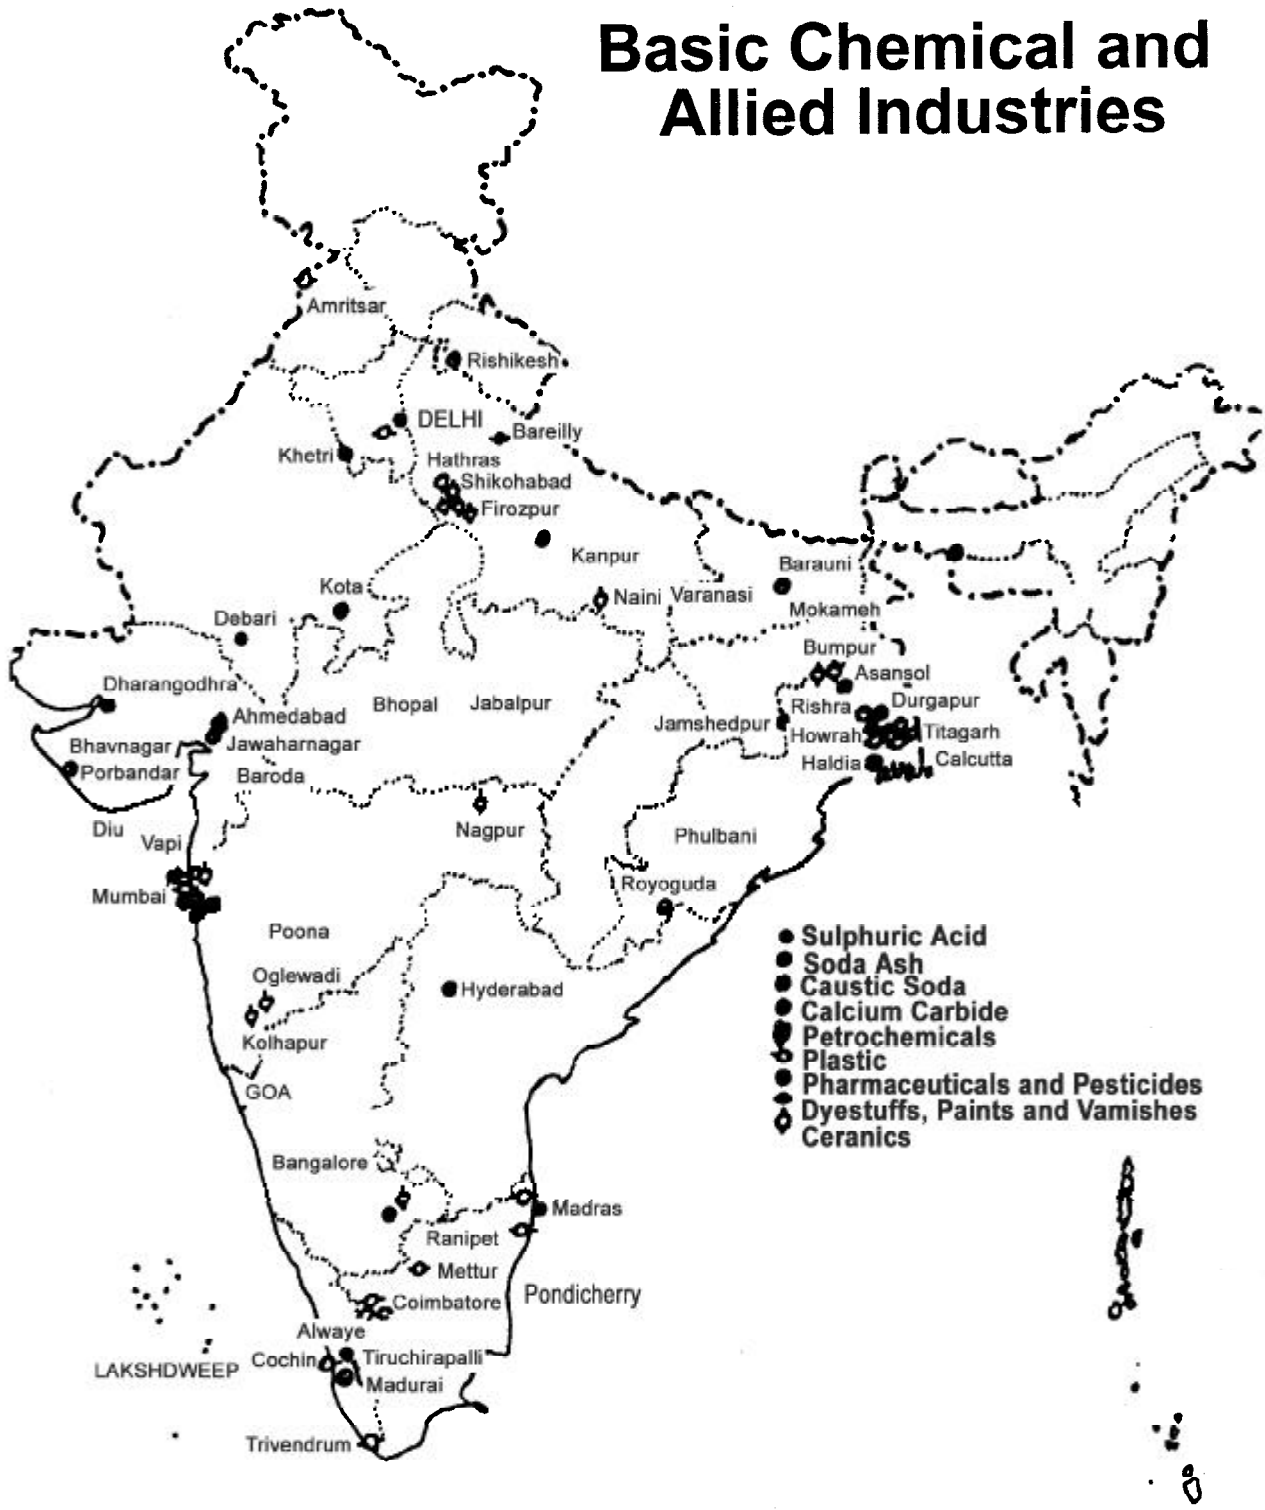 Basic Chemical and
Allied Industries
Amritsar
Rishikesh
DELHI
Bareilly
Khetri
Hathras
Shikohabad
Firozpur
Kanpur
Barauni
Kota
Naini
Varanasi
Mokameh
Debari
Bumpur
Asansol
Dharangodhra
Bhopal
Jabalpur
Rishra
Durgapur
Ahmedabad
Jamshedpur
Howrah
Titagarh
Bhavnagar
Jawaharnagar
Haldia
Calcutta
Porbandar
Baroda
Diu
Vapi
Nagpur
Phulbani
Mumbai
Royoguda
Poona
Oglewadi
Hyderabad
Kolhapur
GOA
Sulphuric Acid
Soda Ash
Caustic Soda
Calcium Carbide
Petrochemicals
Plastic
Pharmaceuticals and Pesticides
Dyestuffs, Paints and Vamishes
Ceranics
Bangalore
Madras
Ranipet
Mettur
Pondicherry
Coimbatore
Alwaye
Cochin
Tiruchirapalli
LAKSHDWEEP
Madurai
Trivendrum